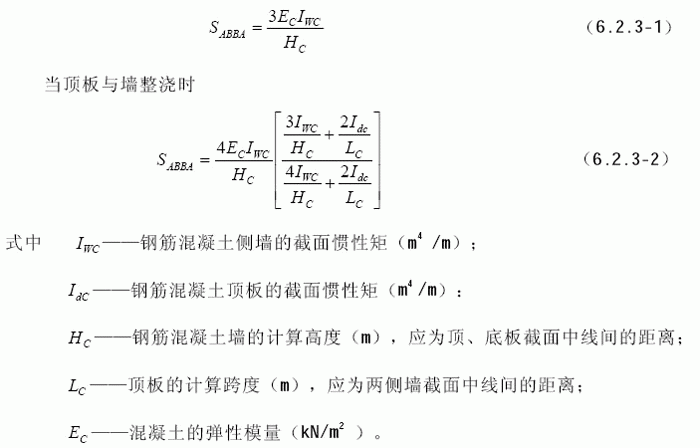 S_{ABBA} = \frac{3E_C I_{WC}}{H_C} (6.2.3-1)
当顶板与墙整浇时
S_{ABBA} = \frac{4E_C I_{WC}}{H_C} \left[ \frac{\frac{3I_{WC}}{H_C} + \frac{2I_{dc}}{L_C}}{\frac{4I_{WC}}{H_C} + \frac{2I_{dc}}{L_C}} \right] (6.2.3-2)
式中 I_{WC}——钢筋混凝土侧墙的截面惯性矩(m⁴ /m);
I_{dC}——钢筋混凝土顶板的截面惯性矩(m⁴/m):
H_C——钢筋混凝土墙的计算高度(m),应为顶、底板截面中线间的距离;
L_C——顶板的计算跨度(m),应为两侧墙截面中线间的距离;
E_C——混凝土的弹性模量(kN/m² )。